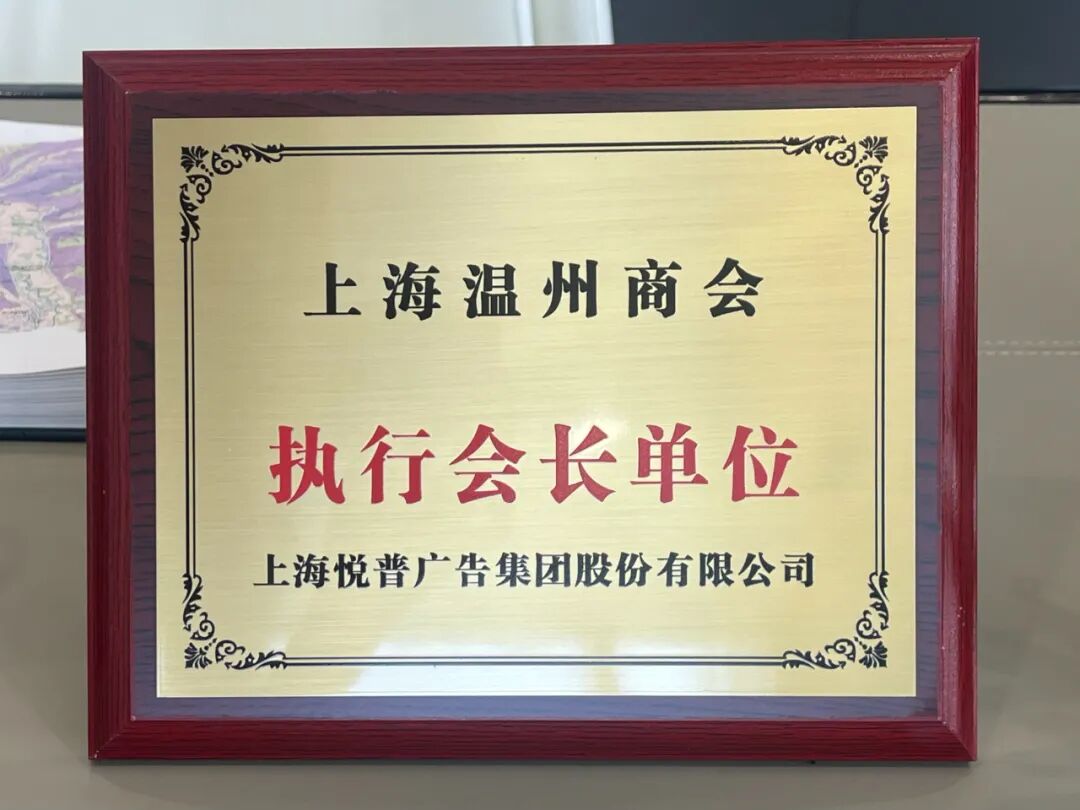 上海温州商会
执行会长单位
上海悦普广告集团股份有限公司